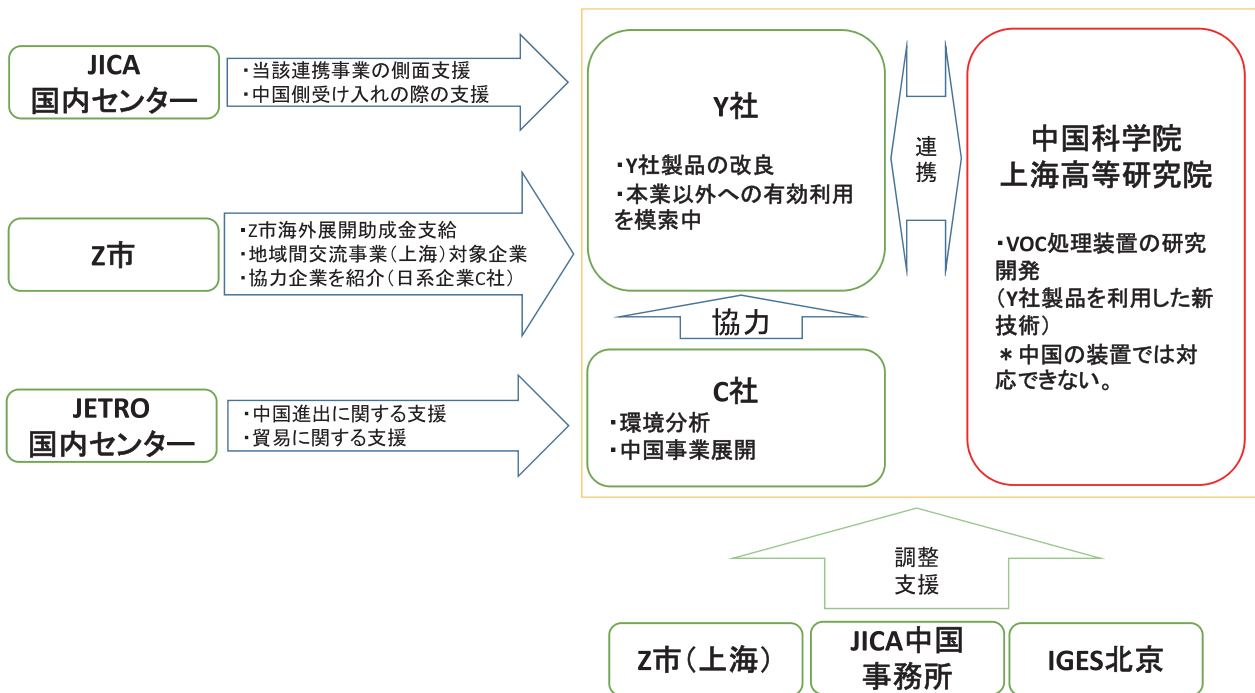 JICA
国内センター
・当該連携事業の側面支援
・中国側受け入れの際の支援
Z市
・Z市海外展開助成金支給
・地域間交流事業（上海）対象企業
・協力企業を紹介（日系企業C社）
JETRO
国内センター
・中国進出に関する支援
・貿易に関する支援
Y社
・Y社製品の改良
・本業以外への有効利用
を模索中
協力
C社
・環境分析
・中国事業展開
連
携
中国科学院
上海高等研究院
・VOC処理装置の研究
開発
（Y社製品を利用した新
技術）
＊中国の装置では対
応できない。
調整
支援
Z市（上海）
JICA中国
事務所
IGES北京